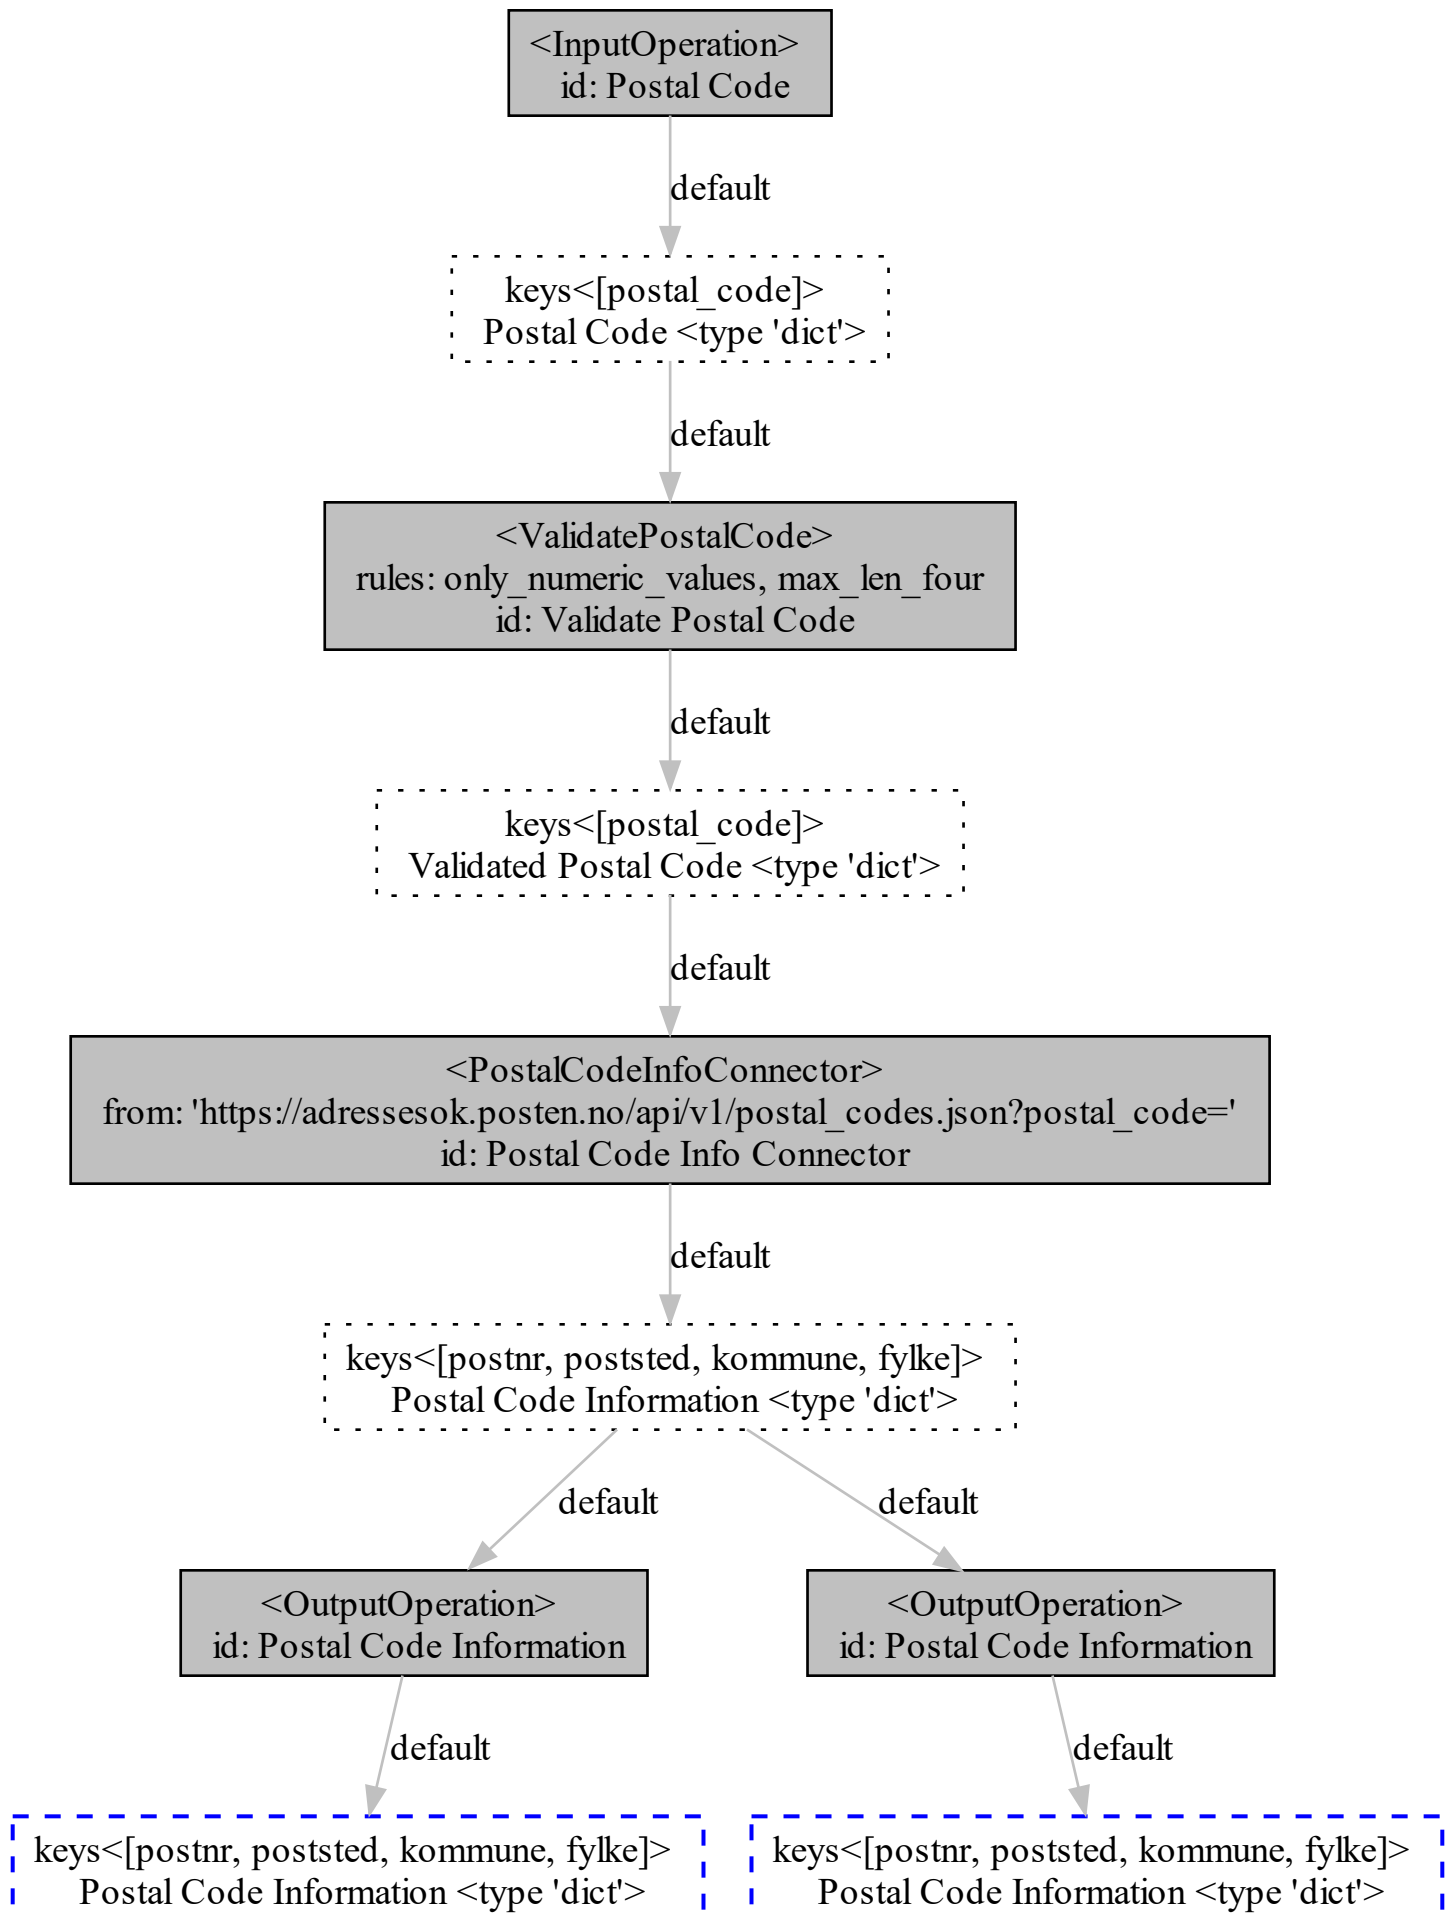 <InputOperation>
id: Postal Code
default
keys<[postal_code]>
Postal Code <type 'dict'>
default
<ValidatePostalCode>
rules: only_numeric_values, max_len_four
id: Validate Postal Code
default
keys<[postal_code]>
Validated Postal Code <type 'dict'>
default
<PostalCodeInfoConnector>
from: 'https://adressesok.posten.no/api/v1/postal_codes.json?postal_code='
id: Postal Code Info Connector
default
keys<[postnr, poststed, kommune, fylke]>
Postal Code Information <type 'dict'>
default
default
<OutputOperation>
id: Postal Code Information
<OutputOperation>
id: Postal Code Information
default
default
keys<[postnr, poststed, kommune, fylke]>
Postal Code Information <type 'dict'>
keys<[postnr, poststed, kommune, fylke]>
Postal Code Information <type 'dict'>